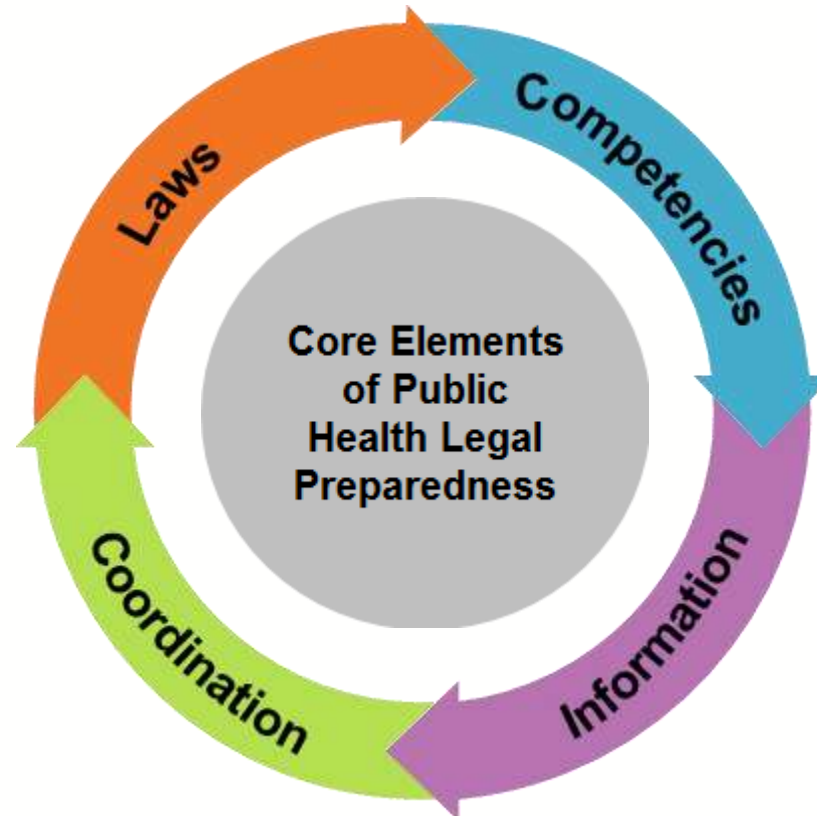 Laws
Competencies
Core Elements
of Public
Health Legal
Preparedness
Coordination
Information